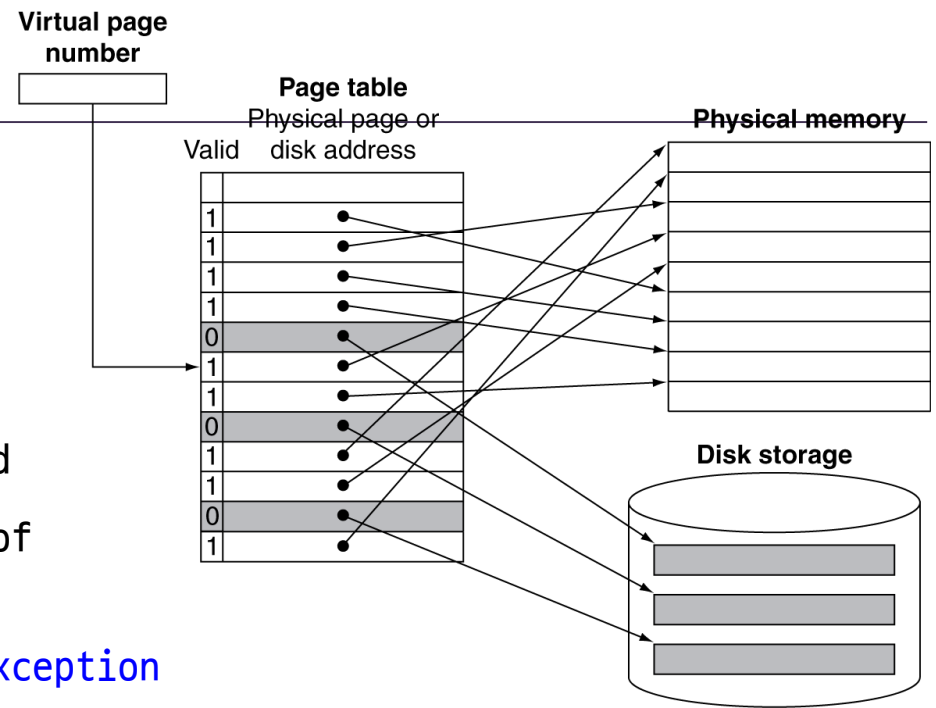 Virtual page
number
Page table
Physical page or
Valid disk address
Physical memory
1
1
1
1
0
1
1
0
1
1
0
1
Disk storage
of